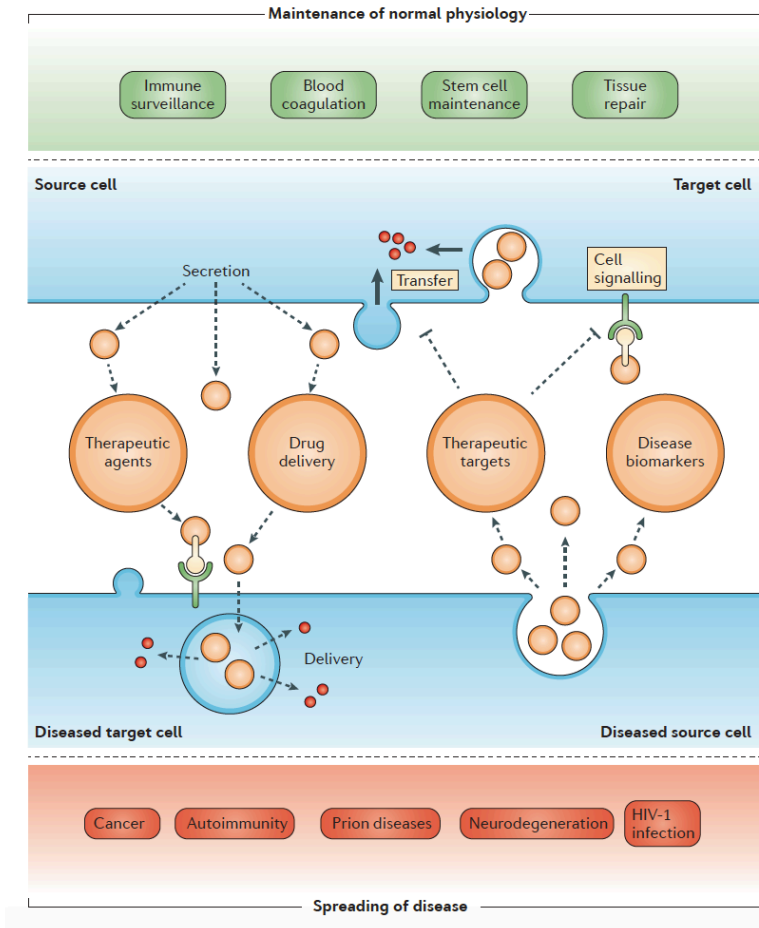 Maintenance of normal physiology
Immune
surveillance
Blood
coagulation
Stem cell
maintenance
Tissue
repair
Source cell
Target cell
Secretion
Transfer
Cell
signalling
Therapeutic
agents
Drug
delivery
Therapeutic
targets
Disease
biomarkers
Delivery
Diseased target cell
Diseased source cell
Cancer
Autoimmunity
Prion diseases
Neurodegeneration
HIV-1
infection
Spreading of disease